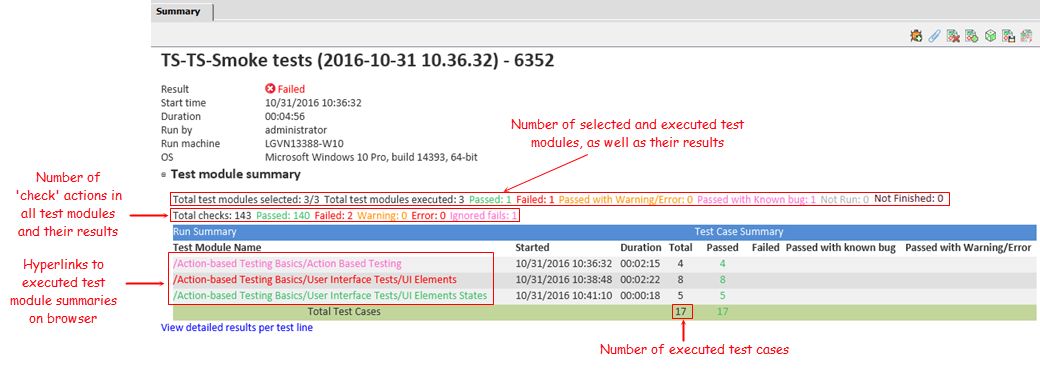 Summary
TS-TS-Smoke tests (2016-10-31 10.36.32) - 6352
Result Failed
Start time 10/31/2016 10:36:32
Duration 00:04:56
Run by administrator
Run machine LGVN13388-W10
OS Microsoft Windows 10 Pro, build 14393, 64-bit
Number of selected and executed test
modules, as well as their results
Test module summary
Number of
'check' actions in
all test modules
and their results
Total test modules selected: 3/3 Total test modules executed: 3 Passed: 1 Failed: 1 Passed with Warning/Error: 0 Passed with Known bug: 1 Not Run: 0 Not Finished: 0
Total checks: 143 Passed: 140 Failed: 2 Warning: 0 Error: 0 Ignored fails: 1
Run Summary Test Case Summary
Test Module Name Started Duration Total Passed Failed Passed with known bug Passed with Warning/Error
/Action-based Testing Basics/Action Based Testing 10/31/2016 10:36:32 00:02:15 4 4
/Action-based Testing Basics/User Interface Tests/UI Elements 10/31/2016 10:38:48 00:02:22 8 8
/Action-based Testing Basics/User Interface Tests/UI Elements States 10/31/2016 10:41:10 00:00:18 5 5
Total Test Cases 17 17
Hyperlinks to
executed test
module summaries
on browser
View detailed results per test line
Number of executed test cases